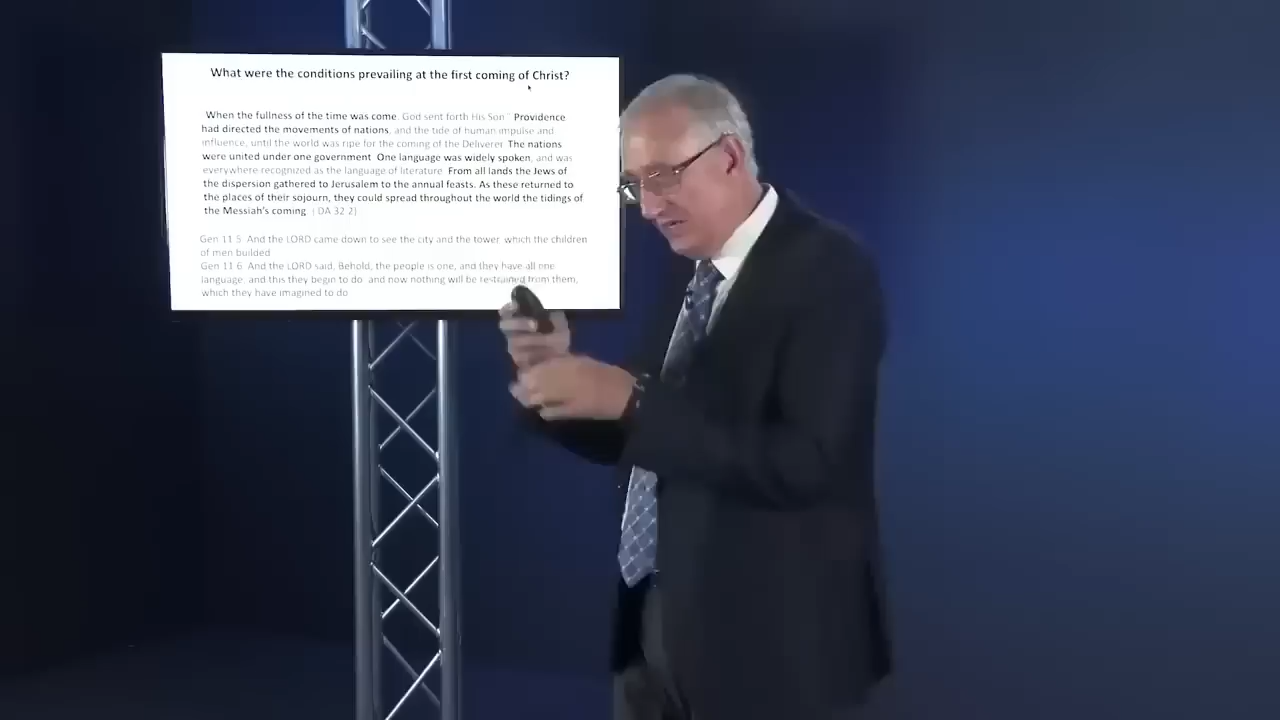 What were the conditions prevailing at the first coming of Christ?
When the fullness of the time was come, God sent forth His Son." Providence
had directed the movements of nations, and the tide of human impulse and
influence, until the world was ripe for the coming of the Deliverer. The nations
were united under one government. One language was widely spoken, and was
everywhere recognized as the language of literature. From all lands the Jews of
the dispersion gathered to Jerusalem to the annual feasts. As these returned to
the places of their sojourn, they could spread throughout the world the tidings of
the Messiah's coming. {DA 32.2}
Gen 11:5 And the LORD came down to see the city and the tower, which the children
of men builded.
Gen 11:6 And the LORD said, Behold, the people is one, and they have all one
language; and this they begin to do: and now nothing will be restrained from them,
which they have imagined to do.